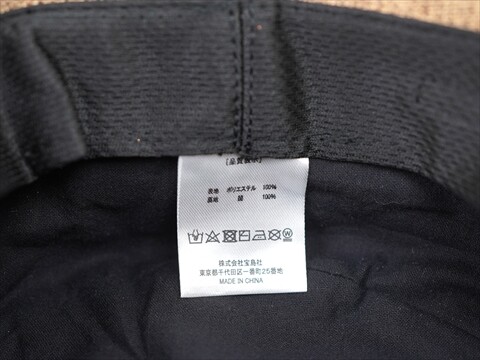 [品質表示]
表地 ポリエステル 100%
裏地 綿 100%
株式会社宝島社
東京都千代田区一番町25番地
MADE IN CHINA